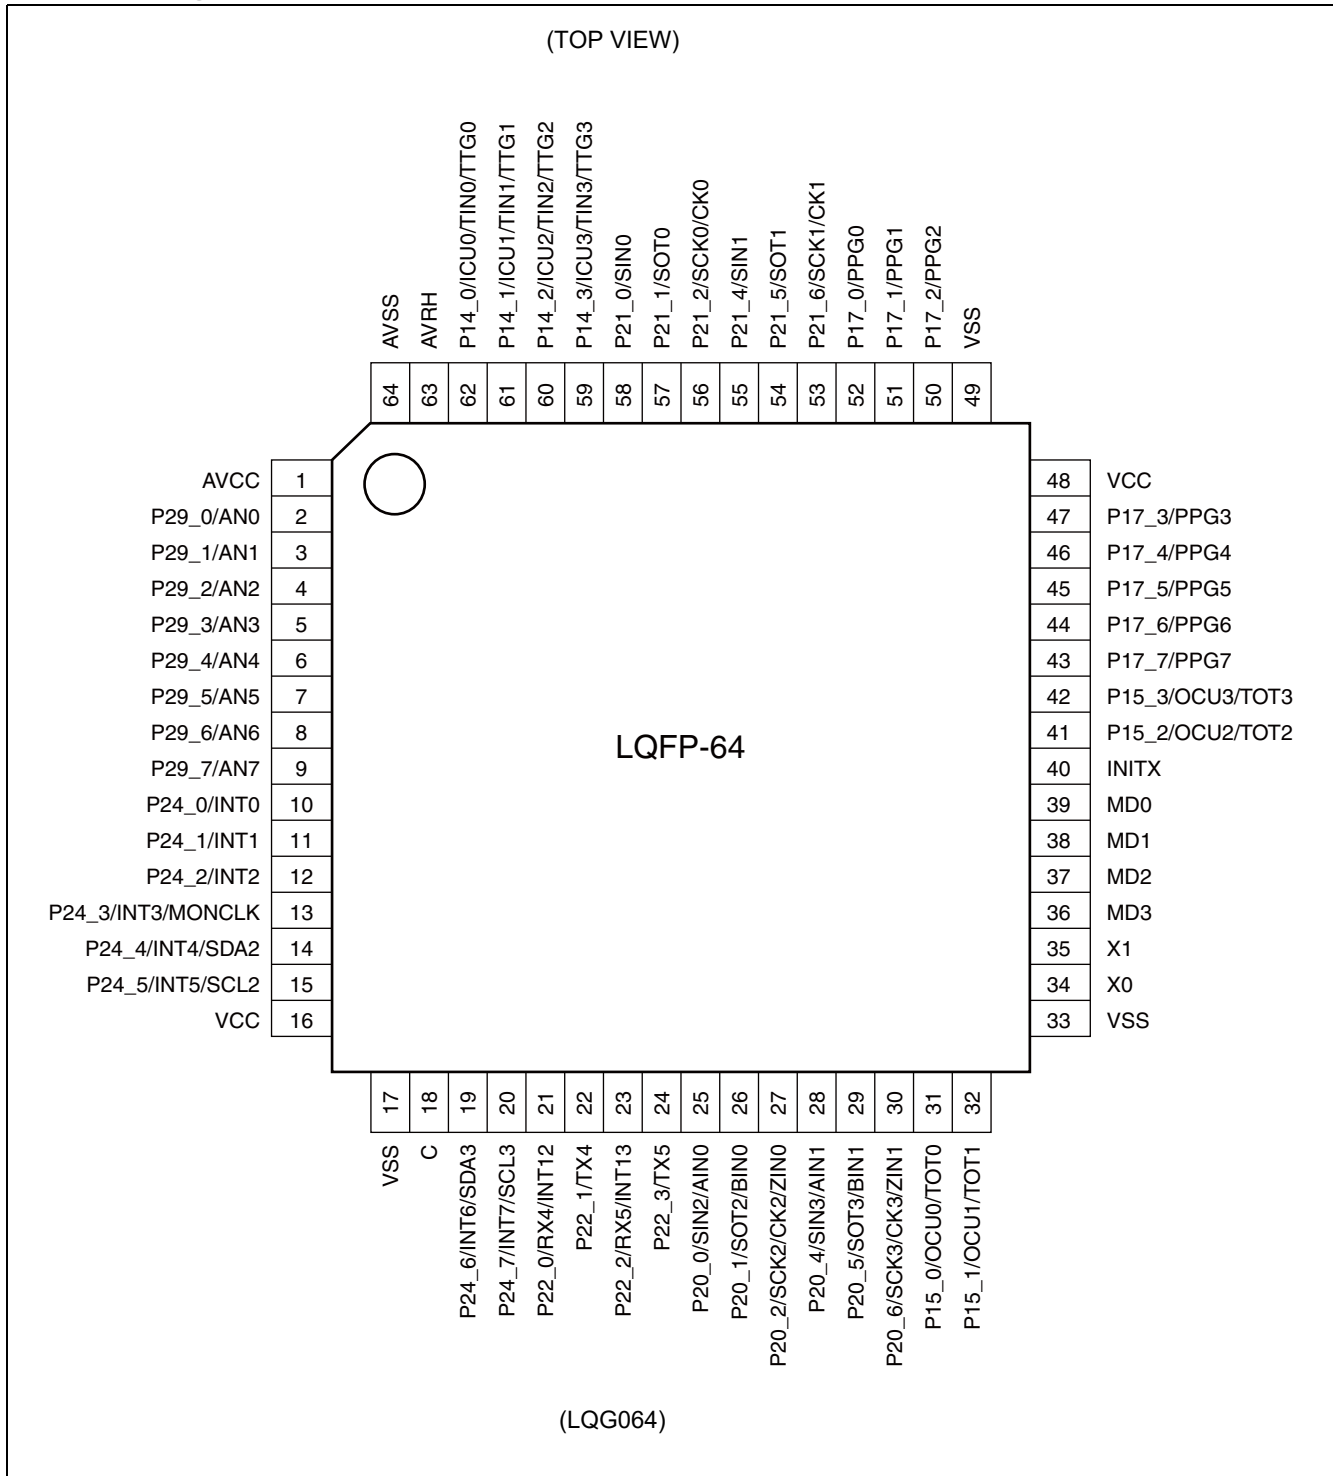 (TOP VIEW)
AVSS
AVRH
P14_0/ICU0/TIN0/TTG0
P14_1/ICU1/TIN1/TTG1
P14_2/ICU2/TIN2/TTG2
P14_3/ICU3/TIN3/TTG3
P21_0/SIN0
P21_1/SOT0
P21_2/SCK0/CK0
P21_4/SIN1
P21_5/SOT1
P21_6/SCK1/CK1
P17_0/PPG0
P17_1/PPG1
P17_2/PPG2
VSS
64
63
62
61
60
59
58
57
56
55
54
53
52
51
50
49
AVCC 1
P29_0/AN0 2
P29_1/AN1 3
P29_2/AN2 4
P29_3/AN3 5
P29_4/AN4 6
P29_5/AN5 7
P29_6/AN6 8
P29_7/AN7 9
P24_0/INT0 10
P24_1/INT1 11
P24_2/INT2 12
P24_3/INT3/MONCLK 13
P24_4/INT4/SDA2 14
P24_5/INT5/SCL2 15
VCC 16
LQFP-64
48 VCC
47 P17_3/PPG3
46 P17_4/PPG4
45 P17_5/PPG5
44 P17_6/PPG6
43 P17_7/PPG7
42 P15_3/OCU3/TOT3
41 P15_2/OCU2/TOT2
40 INITX
39 MD0
38 MD1
37 MD2
36 MD3
35 X1
34 X0
33 VSS
17
18
19
20
21
22
23
24
25
26
27
28
29
30
31
32
VSS
C
P24_6/INT6/SDA3
P24_7/INT7/SCL3
P22_0/RX4/INT12
P22_1/TX4
P22_2/RX5/INT13
P22_3/TX5
P20_0/SIN2/AIN0
P20_1/SOT2/BIN0
P20_2/SCK2/CK2/ZIN0
P20_4/SIN3/AIN1
P20_5/SOT3/BIN1
P20_6/SCK3/CK3/ZIN1
P15_0/OCU0/TOT0
P15_1/OCU1/TOT1
(LQG064)